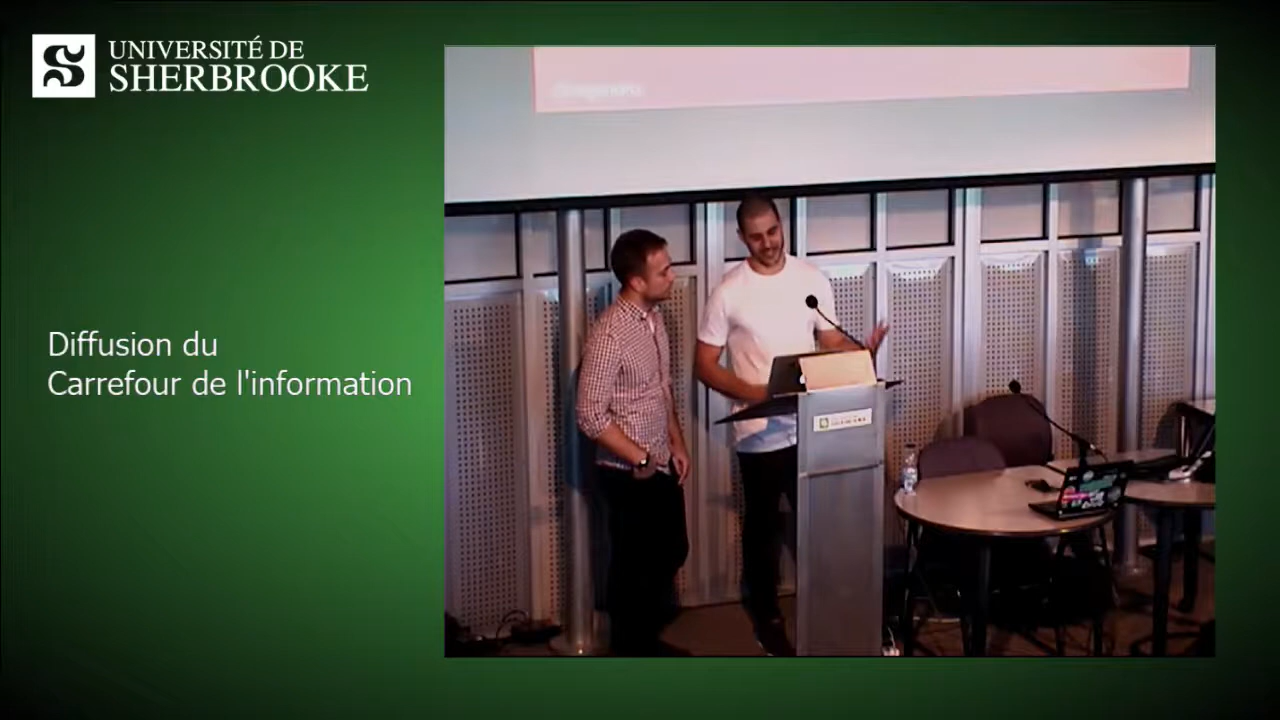 UNIVERSITÉ DE
SHERBROOKE
Diffusion du
Carrefour de l'information